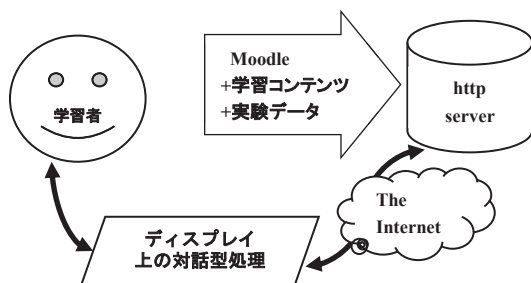 学習者
Moodle
+学習コンテンツ
+実験データ
http
server
The
Internet
ディスプレイ
上の対話型処理